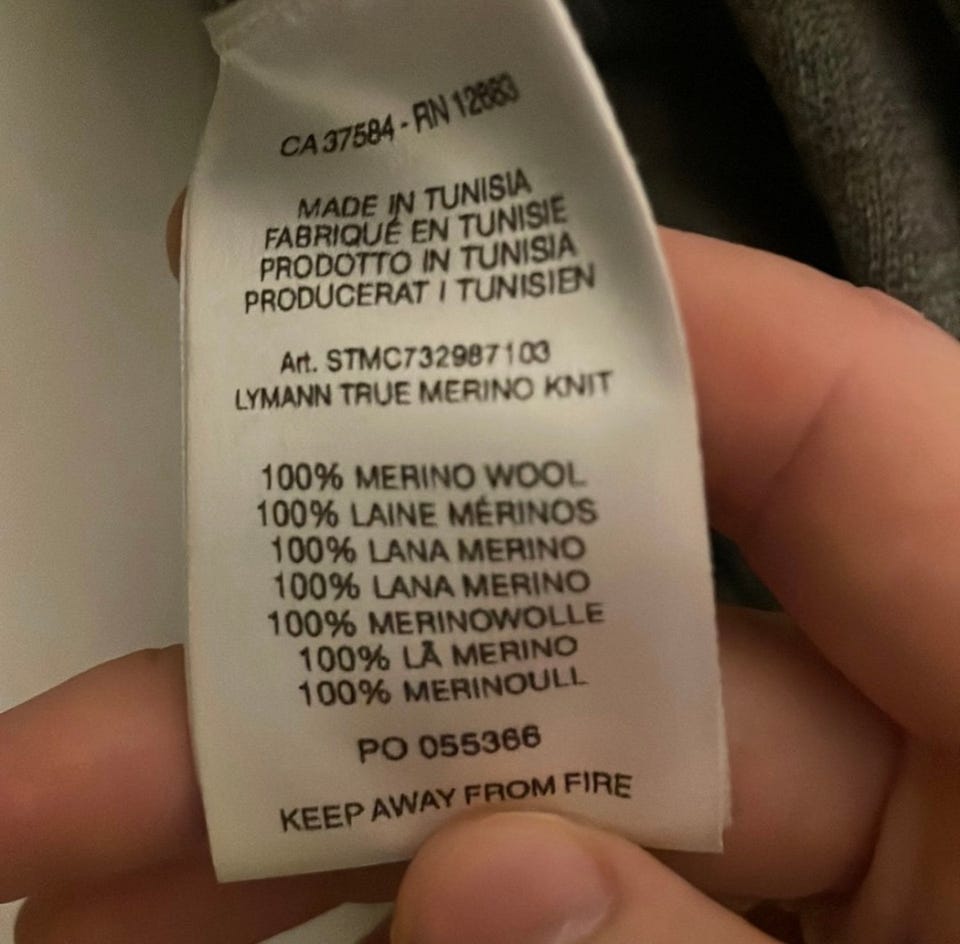 CA 37584 - RN
MADE IN TUNISIA
FABRIQUÉ EN TUNISIE
PRODOTTO IN TUNISIA
PRODUCERAT I TUNISIEN
Art. STMC732987103
LYMANN TRUE MERINO KNIT
100% MERINO WOOL
100% LAINE MÉRINOS
100% LANA MERINO
100% LANA MERINO
100% MERINOWOLLE
100% LÃ MERINO
100% MERINOULL
PO 055366
KEEP AWAY FROM FIRE